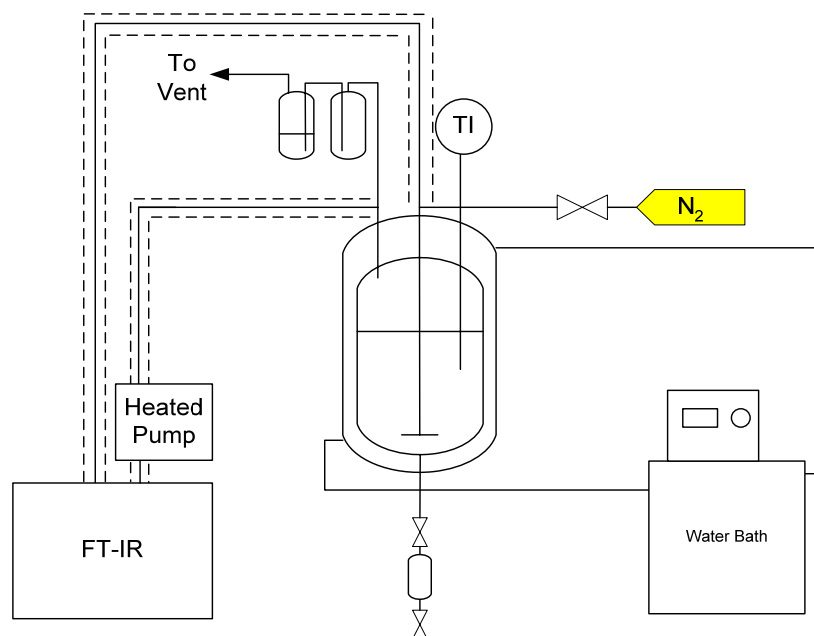 To
Vent
TI
N₂
Heated
Pump
FT-IR
Water Bath